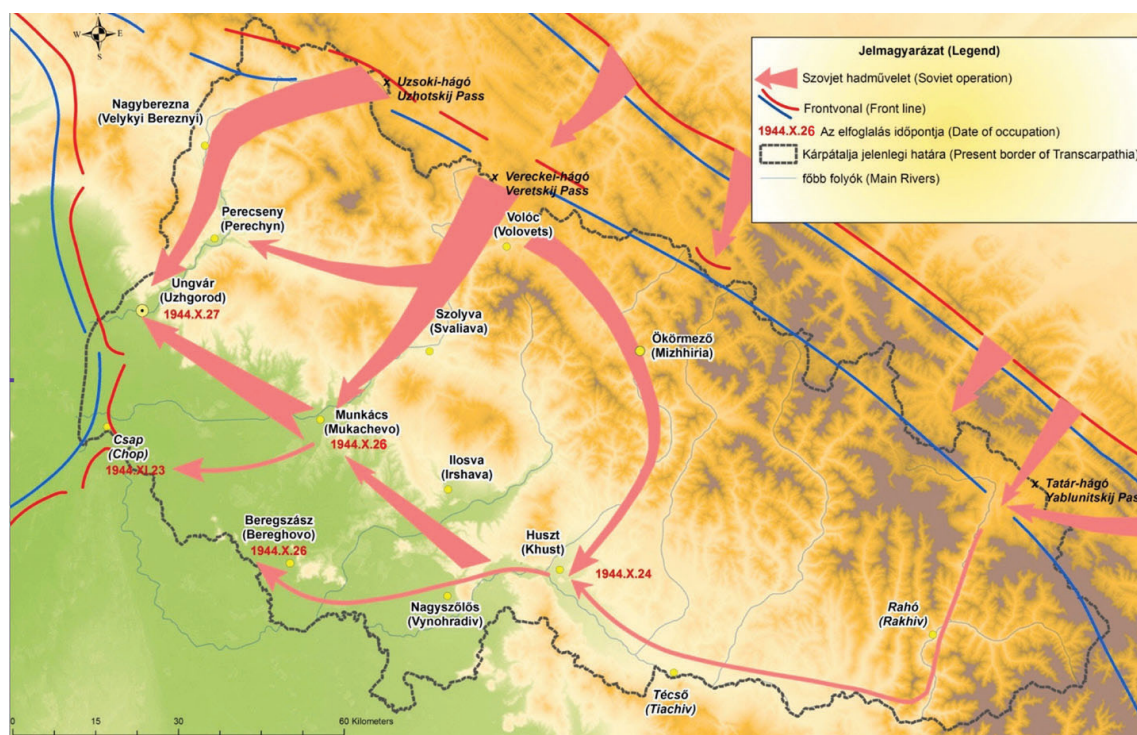 N
W
E
S
Jelmagyarázat (Legend)
Szovjet hadművelet (Soviet operation)
Frontvonal (Front line)
1944.X.26 Az elfoglalás időpontja (Date of occupation)
Kárpátalja jelenlegi határa (Present border of Transcarpathia)
főbb folyók (Main Rivers)
Uzsoki-hágó
Uzhotskij Pass
Nagyberezna
(Velykyi Bereznyi)
Vereckei-hágó
Veretskij Pass
Perecseny
(Perechyn)
Volóc
(Volovets)
Ungvár
(Uzhgorod)
1944.X.27
Szolyva
(Svaliava)
Ökörmező
(Mizhhiria)
Munkács
(Mukachevo)
1944.X.26
Csap
(Chop)
1944.XI.23
Ilosva
(Irshava)
Tatár-hágó
Yablunitskij Pas
Beregszász
(Bereghovo)
1944.X.26
Huszt
(Khust)
1944.X.24
Nagyszőlős
(Vynohradiv)
Rahó
(Rakhiv)
Técső
(Tiachiv)
0 15 30 60 Kilometers